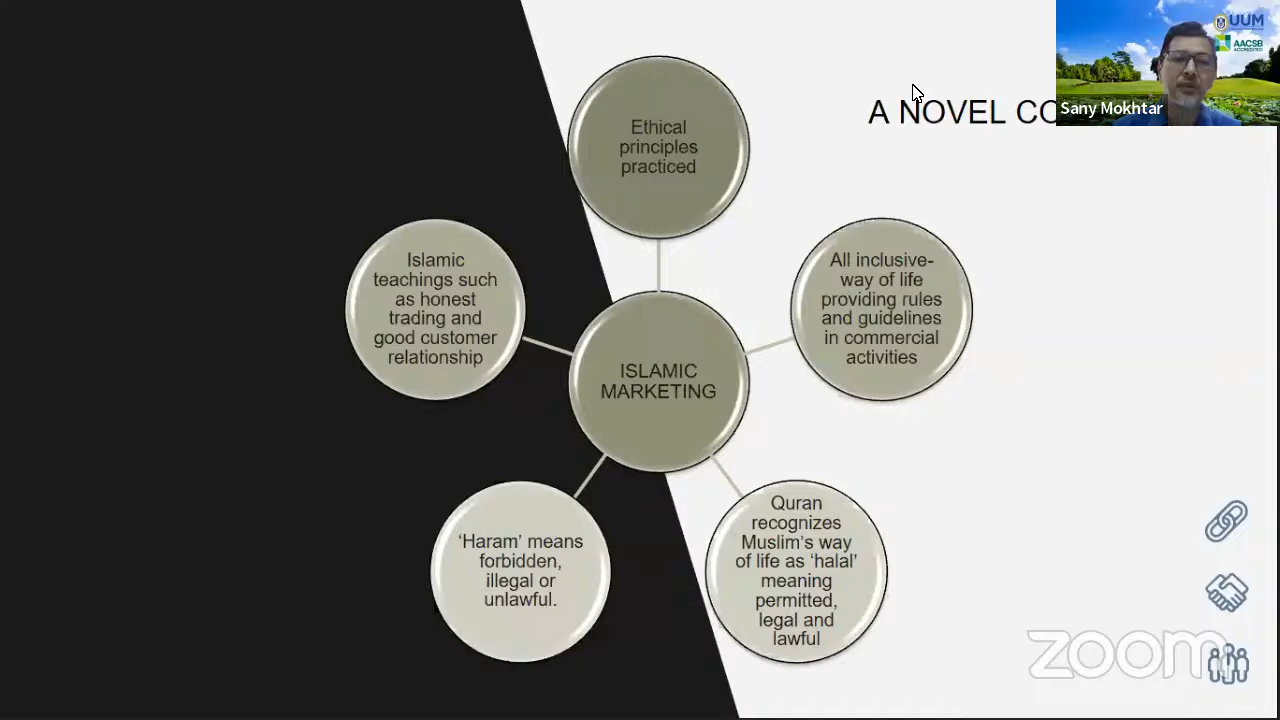 UUM
AACSB
ACCREDITED
Sany Mokhtar
A NOVEL CO
Ethical
principles
practiced
All inclusive-
way of life
providing rules
and guidelines
in commercial
activities
Quran
recognizes
Muslim's way
of life as 'halal'
meaning
permitted,
legal and
lawful
'Haram' means
forbidden,
illegal or
unlawful.
Islamic
teachings such
as honest
trading and
good customer
relationship
ISLAMIC
MARKETING
zoom